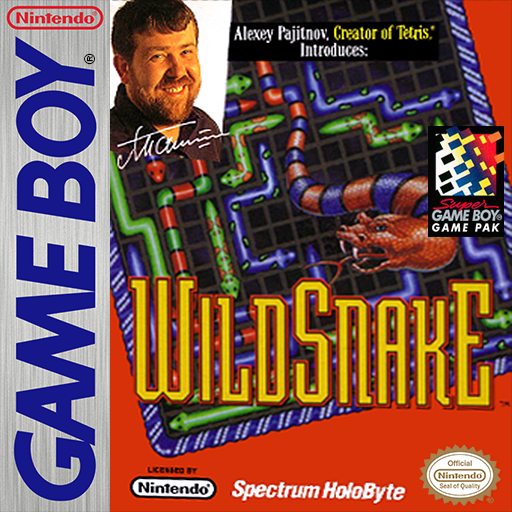 Nintendo
GAME BOY
®
Alexey Pajitnov, Creator of Tetris,®
Introduces:
Super
GAME BOY®
GAME PAK
WILDSNAKE™
LICENSED BY
Nintendo
Spectrum HoloByte
Official
Nintendo
Seal of Quality